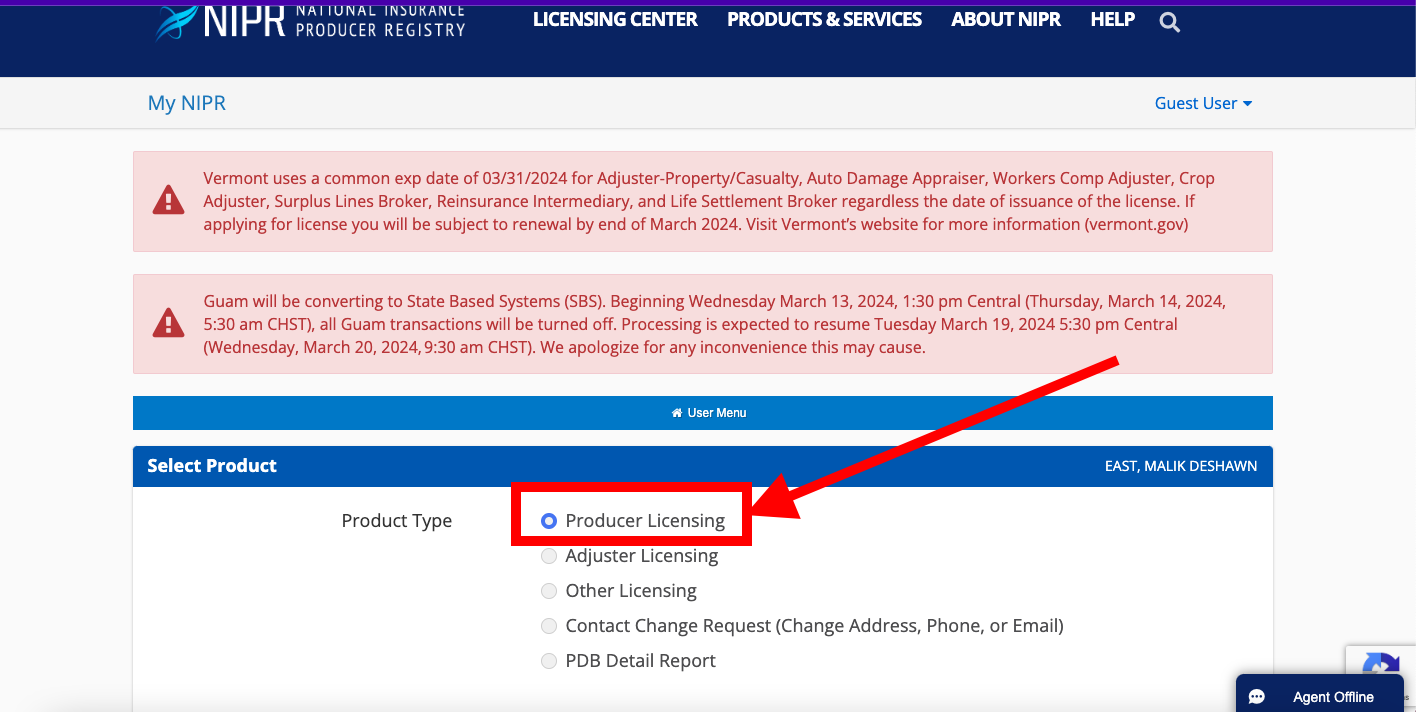 NIPR NATIONAL INSURANCE
PRODUCER REGISTRY
LICENSING CENTER PRODUCTS & SERVICES ABOUT NIPR HELP
My NIPR Guest User
Vermont uses a common exp date of 03/31/2024 for Adjuster-Property/Casualty, Auto Damage Appraiser, Workers Comp Adjuster, Crop
Adjuster, Surplus Lines Broker, Reinsurance Intermediary, and Life Settlement Broker regardless the date of issuance of the license. If
applying for license you will be subject to renewal by end of March 2024. Visit Vermont’s website for more information (vermont.gov)
Guam will be converting to State Based Systems (SBS). Beginning Wednesday March 13, 2024, 1:30 pm Central (Thursday, March 14, 2024,
5:30 am CHST), all Guam transactions will be turned off. Processing is expected to resume Tuesday March 19, 2024 5:30 pm Central
(Wednesday, March 20, 2024, 9:30 am CHST). We apologize for any inconvenience this may cause.
User Menu
Select Product EAST, MALIK DESHAWN
Product Type Producer Licensing
Adjuster Licensing
Other Licensing
Contact Change Request (Change Address, Phone, or Email)
PDB Detail Report
Agent Offline